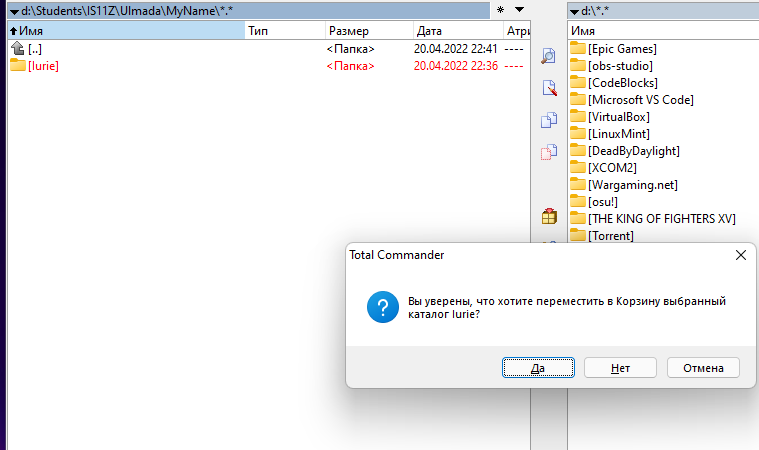 d:\Students\IS11Z\Ulmada\MyName\*.*
* 
Имя Тип Размер Дата Атри
[..] <Папка> 20.04.2022 22:41 ----
[Iurie] <Папка> 20.04.2022 22:36 ----
d:\*.*
Имя
[Epic Games]
[obs-studio]
[CodeBlocks]
[Microsoft VS Code]
[VirtualBox]
[LinuxMint]
[DeadByDaylight]
[XCOM2]
[Wargaming.net]
[osu!]
[THE KING OF FIGHTERS XV]
[Torrent]
Total Commander
Вы уверены, что хотите переместить в Корзину выбранный
каталог Iurie?
Да Нет Отмена